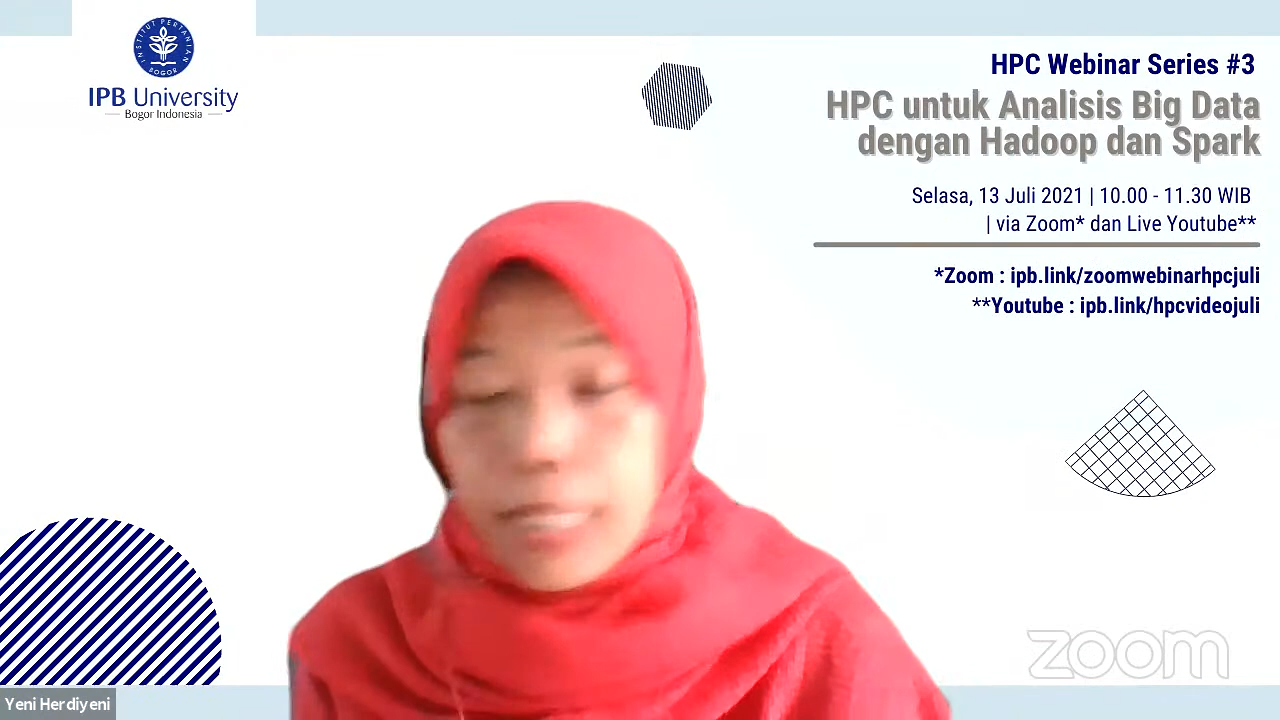 INSTITUT PERTANIAN
BOGOR
IPB University
Bogor Indonesia
HPC Webinar Series #3
HPC untuk Analisis Big Data
dengan Hadoop dan Spark
Selasa, 13 Juli 2021 | 10.00 - 11.30 WIB
| via Zoom* dan Live Youtube**
*Zoom : ipb.link/zoomwebinarhpcjuli
**Youtube : ipb.link/hpcvideojuli
zoom
Yeni Herdiyeni